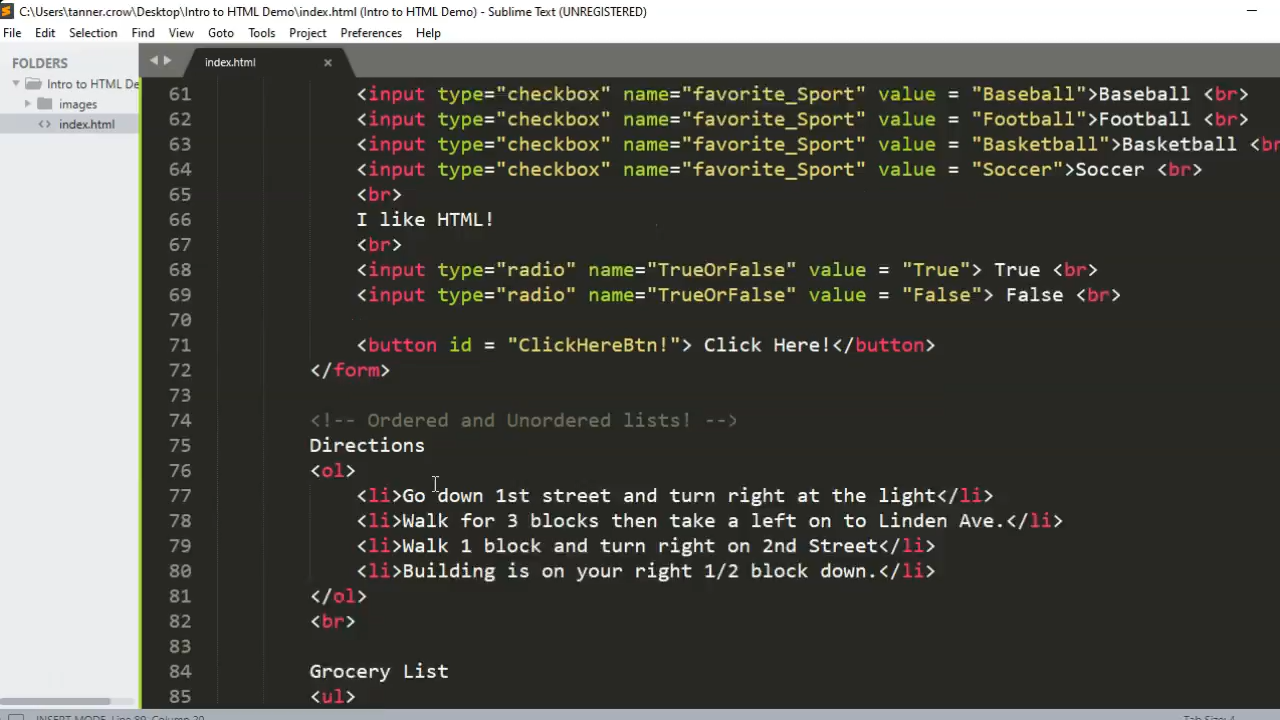 C:\Users\tanner.crow\Desktop\Intro to HTML Demo\index.html (Intro to HTML Demo) - Sublime Text (UNREGISTERED)
File Edit Selection Find View Goto Tools Project Preferences Help
FOLDERS
Intro to HTML De
images
index.html
index.html
61 <input type="checkbox" name="favorite_Sport" value = "Baseball">Baseball <br>
62 <input type="checkbox" name="favorite_Sport" value = "Football">Football <br>
63 <input type="checkbox" name="favorite_Sport" value = "Basketball">Basketball <br
64 <input type="checkbox" name="favorite_Sport" value = "Soccer">Soccer <br>
65 <br>
66 I like HTML!
67 <br>
68 <input type="radio" name="TrueOrFalse" value = "True"> True <br>
69 <input type="radio" name="TrueOrFalse" value = "False"> False <br>
70
71 <button id = "ClickHereBtn!"> Click Here!</button>
72 </form>
73
74 <!-- Ordered and Unordered lists! -->
75 Directions
76 <ol>
77 <li>Go down 1st street and turn right at the light</li>
78 <li>Walk for 3 blocks then take a left on to Linden Ave.</li>
79 <li>Walk 1 block and turn right on 2nd Street</li>
80 <li>Building is on your right 1/2 block down.</li>
81 </ol>
82 <br>
83
84 Grocery List
85 <ul>